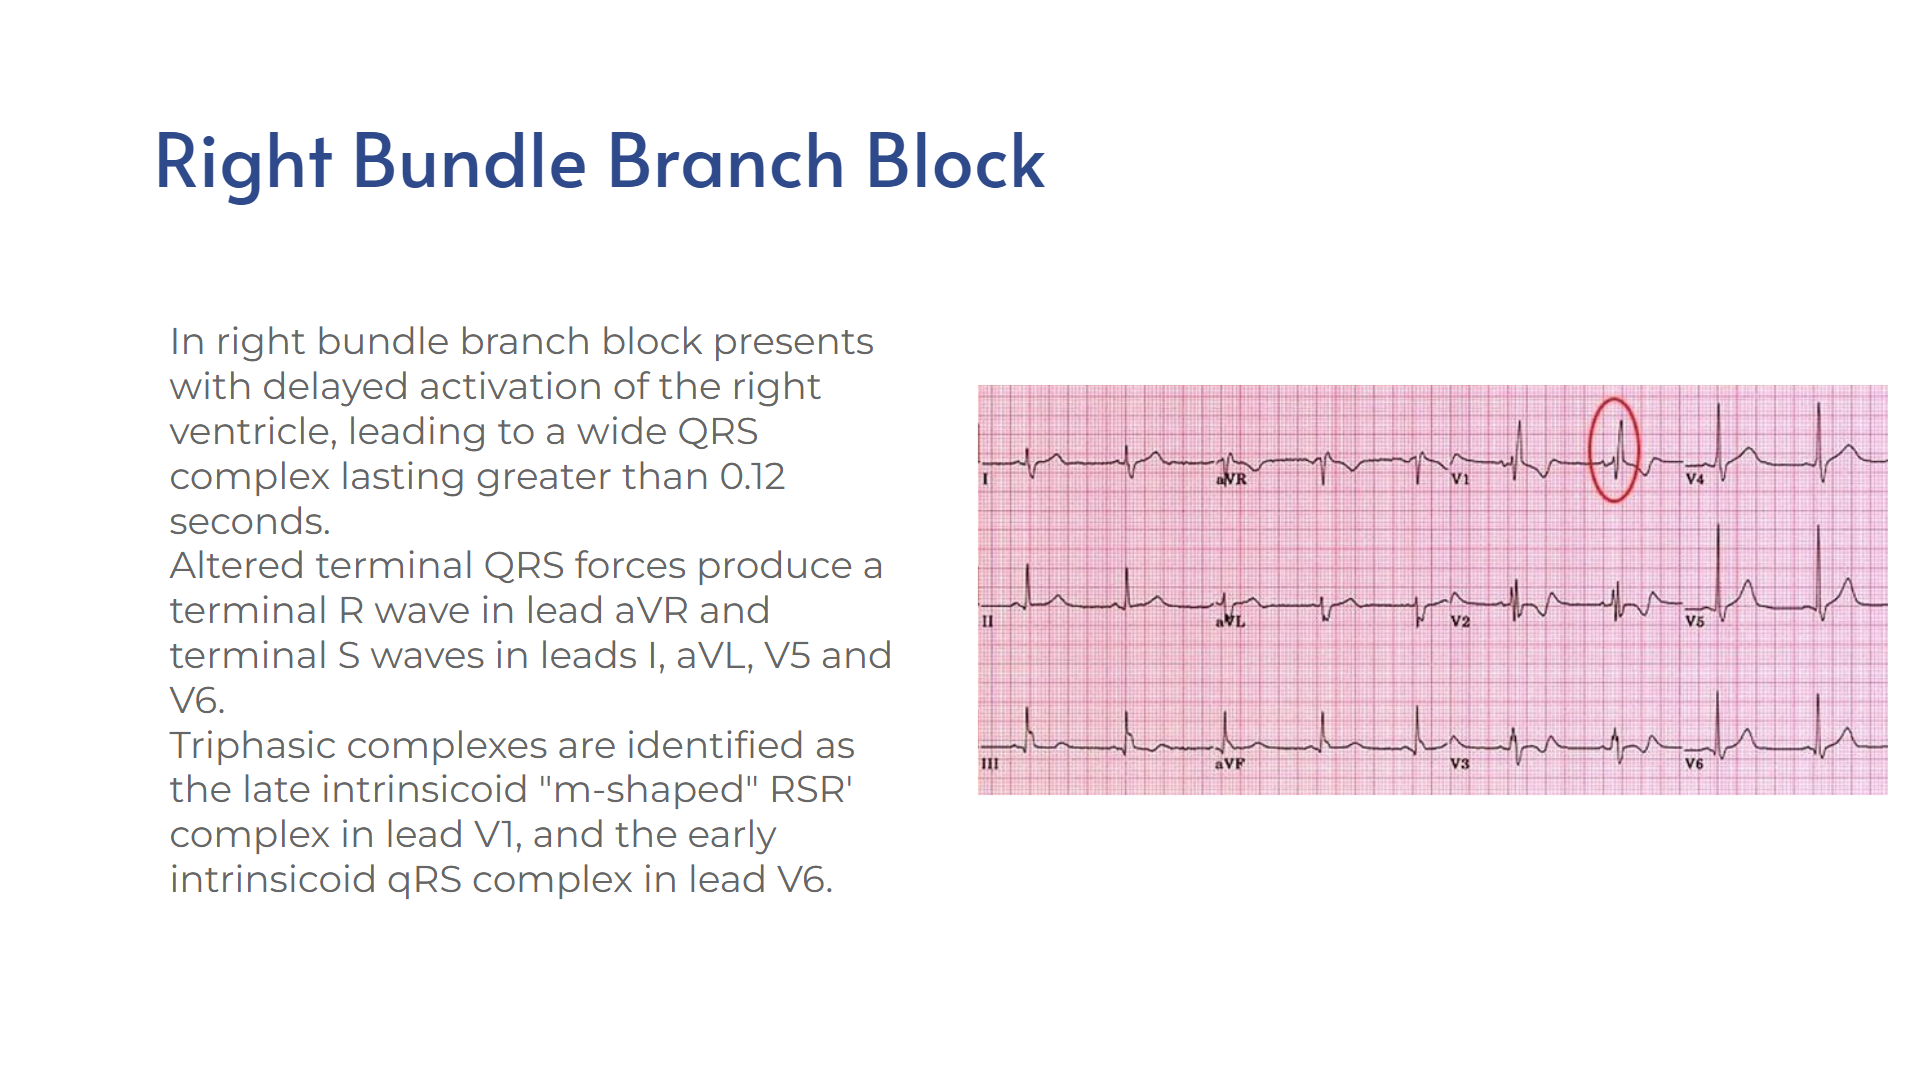 Right Bundle Branch Block
In right bundle branch block presents
with delayed activation of the right
ventricle, leading to a wide QRS
complex lasting greater than 0.12
seconds.
Altered terminal QRS forces produce a
terminal R wave in lead aVR and
terminal S waves in leads I, aVL, V5 and
V6.
Triphasic complexes are identified as
the late intrinsicoid "m-shaped" RSR'
complex in lead V1, and the early
intrinsicoid qRS complex in lead V6.
I aVR V1 V4
II aVL V2 V5
III aVF V3 V6